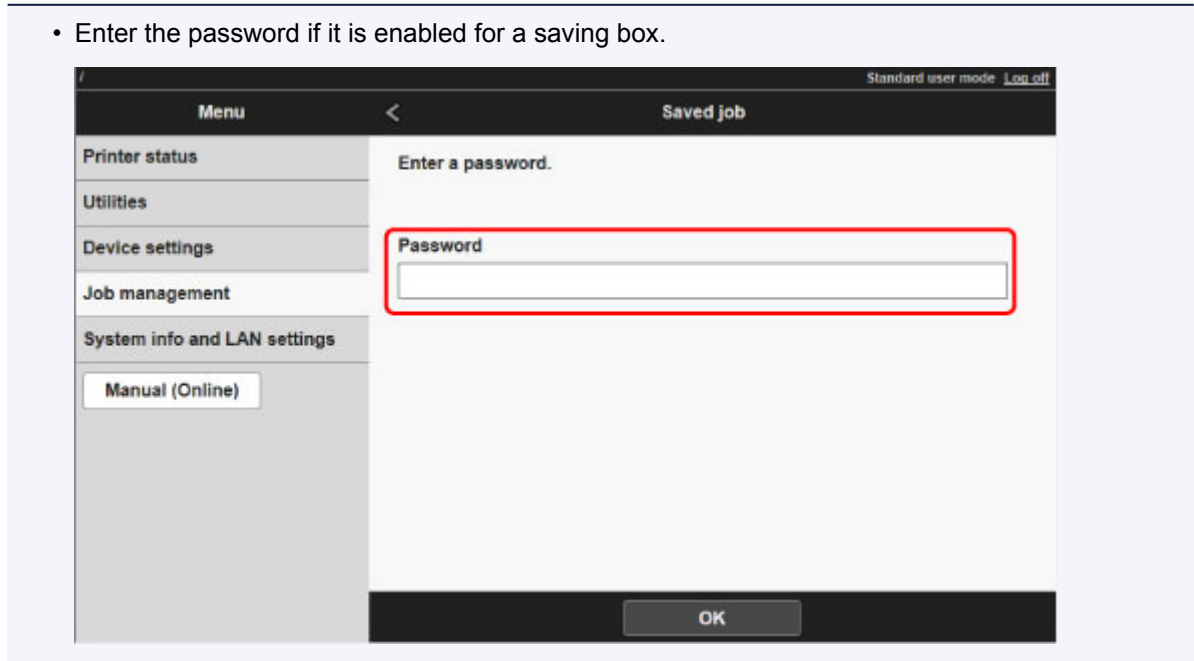 • Enter the password if it is enabled for a saving box.
/
Standard user mode Log off
Menu
< Saved job
Printer status
Enter a password.
Utilities
Device settings
Password
Job management
System info and LAN settings
Manual (Online)
OK